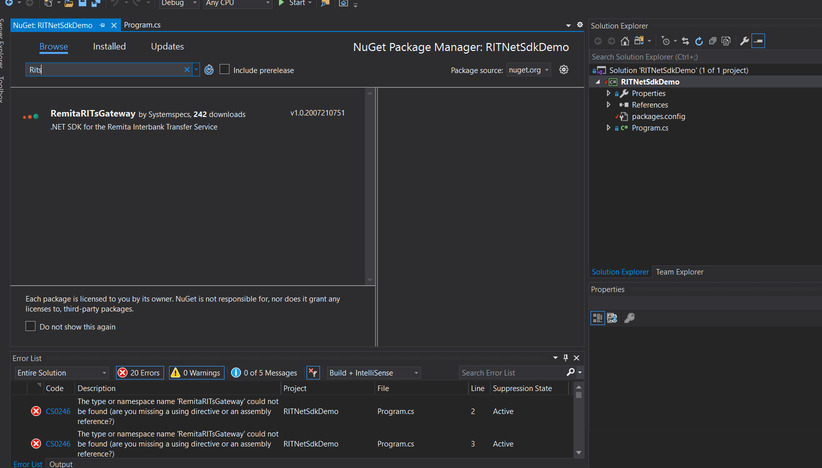 Debug
Any CPU
Start
NuGet: RITNetSdkDemo
Program.cs
Browse
Installed
Updates
NuGet Package Manager: RITNetSdkDemo
Rits
Include prerelease
Package source: nuget.org
RemitaRITsGateway by Systemspecs, 242 downloads
v1.0.2007210751
.NET SDK for the Remita Interbank Transfer Service
Each package is licensed to you by its owner. NuGet is not responsible for, nor does it grant any
licenses to, third-party packages.
Do not show this again
Solution Explorer
Search Solution Explorer (Ctrl+;)
Solution 'RITNetSdkDemo' (1 of 1 project)
RITNetSdkDemo
Properties
References
packages.config
Program.cs
Solution Explorer
Team Explorer
Properties
Error List
Entire Solution
20 Errors
0 Warnings
0 of 5 Messages
Build + IntelliSense
Search Error List
Code
Description
Project
File
Line
Suppression State
CS0246
The type or namespace name 'RemitaRITsGateway' could not
be found (are you missing a using directive or an assembly
reference?)
RITNetSdkDemo
Program.cs
2
Active
CS0246
The type or namespace name 'RemitaRITsGateway' could not
be found (are you missing a using directive or an assembly
reference?)
RITNetSdkDemo
Program.cs
3
Active
Error List
Output
Toolbox